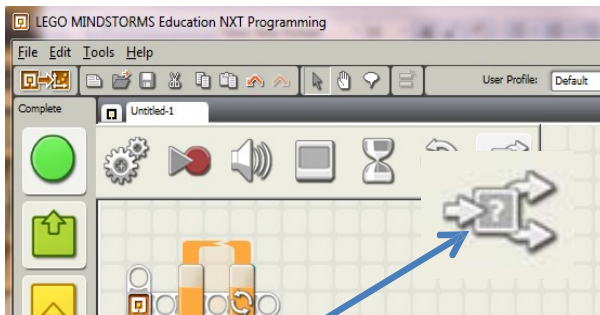 LEGO MINDSTORMS Education NXT Programming
File Edit Tools Help
User Profile: Default
Complete
Untitled-1
?